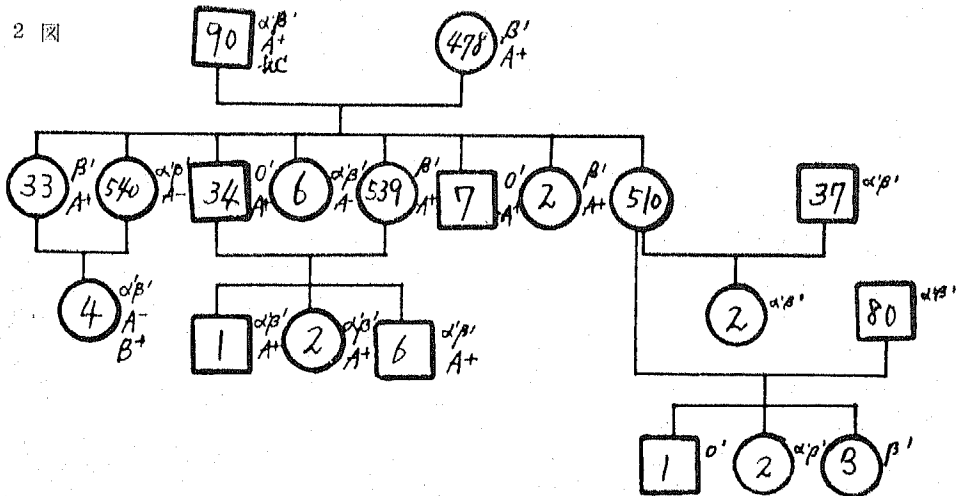 2 図
90 α'β'
A+
478 β'
A+
33 β'
A+
540 α'β'
A-
34 O'
A+
6 α'β'
A-
539 β'
A+
7 O'
A+
2 β'
A+
510
37 α'β'
4 α'β'
A-
B+
1 α'β'
A+
2 α'β'
A+
6 α'β'
A+
2 α'β'
80 α'β'
1 O'
2 α'β'
3 β'